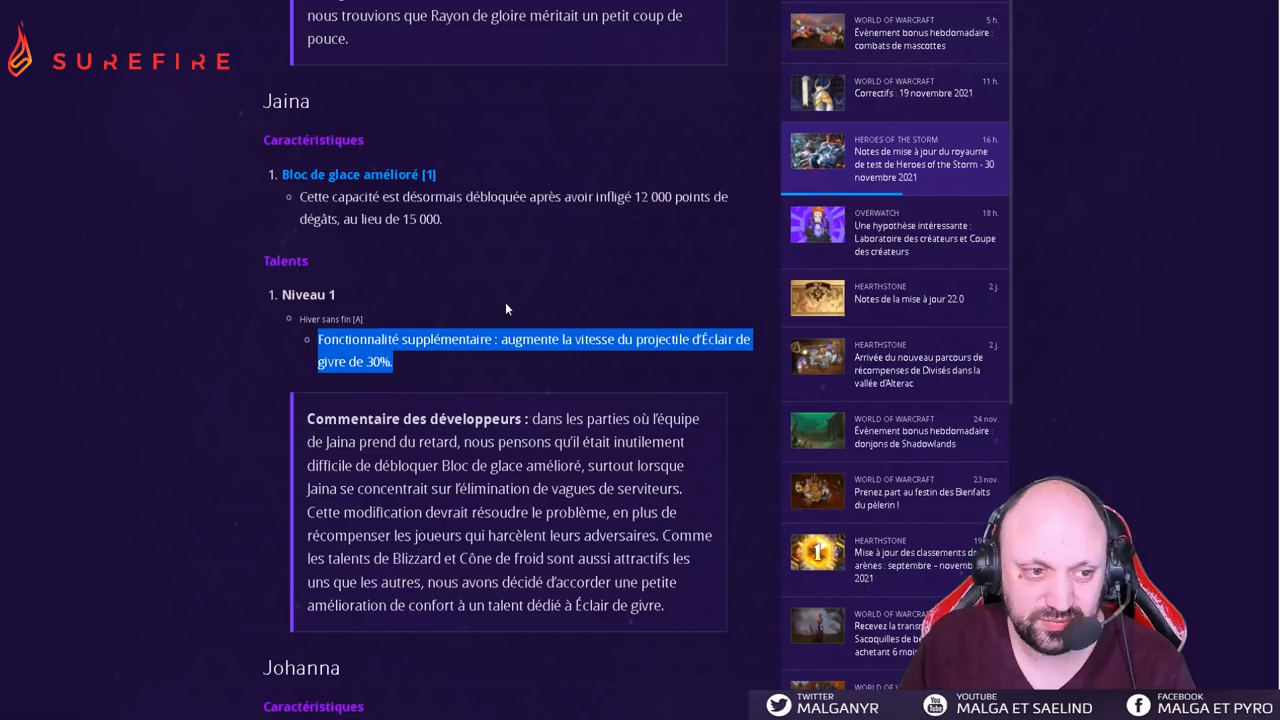 nous trouvions que Rayon de gloire méritait un petit coup de
pouce.
SUREFIRE
Jaina
Caractéristiques
1. Bloc de glace amélioré [1]
Cette capacité est désormais débloquée après avoir infligé 12 000 points de
dégâts, au lieu de 15 000.
Talents
1. Niveau 1
Hiver sans fin [A]
Fonctionnalité supplémentaire : augmente la vitesse du projectile d'Éclair de
givre de 30%.
Commentaire des développeurs : dans les parties où l'équipe
de Jaina prend du retard, nous pensons qu'il était inutilement
difficile de débloquer Bloc de glace amélioré, surtout lorsque
Jaina se concentrait sur l'élimination de vagues de serviteurs.
Cette modification devrait résoudre le problème, en plus de
récompenser les joueurs qui harcèlent leurs adversaires. Comme
les talents de Blizzard et Cône de froid sont aussi attractifs les
uns que les autres, nous avons décidé d'accorder une petite
amélioration de confort à un talent dédié à Éclair de givre.
Johanna
Caractéristiques
WORLD OF WARCRAFT 5 h.
Évènement bonus hebdomadaire :
combats de mascottes
WORLD OF WARCRAFT 11 h.
Correctifs : 19 novembre 2021
HEROES OF THE STORM 16 h.
Notes de mise à jour du royaume
de test de Heroes of the Storm - 30
novembre 2021
OVERWATCH 18 h.
Une hypothèse intéressante :
Laboratoire des créateurs et Coupe
des créateurs
HEARTHSTONE 2 j.
Notes de la mise à jour 22.0
HEARTHSTONE 2 j.
Arrivée du nouveau parcours de
récompenses de Divisés dans la
vallée d'Alterac
WORLD OF WARCRAFT 24 nov.
Évènement bonus hebdomadaire :
donjons de Shadowlands
WORLD OF WARCRAFT 23 nov.
Prenez part au festin des Bienfaits
du pèlerin !
HEARTHSTONE 19
Mise à jour des classements de
arènes : septembre – novemb
2021
WORLD OF WARCRA
Recevez la trans
Sacoquilles de
achetant 6 moi
WORLD OF
TWITTER
MALGANYR
YOUTUBE
MALGA ET SAELIND
FACEBOOK
MALGA ET PYRO